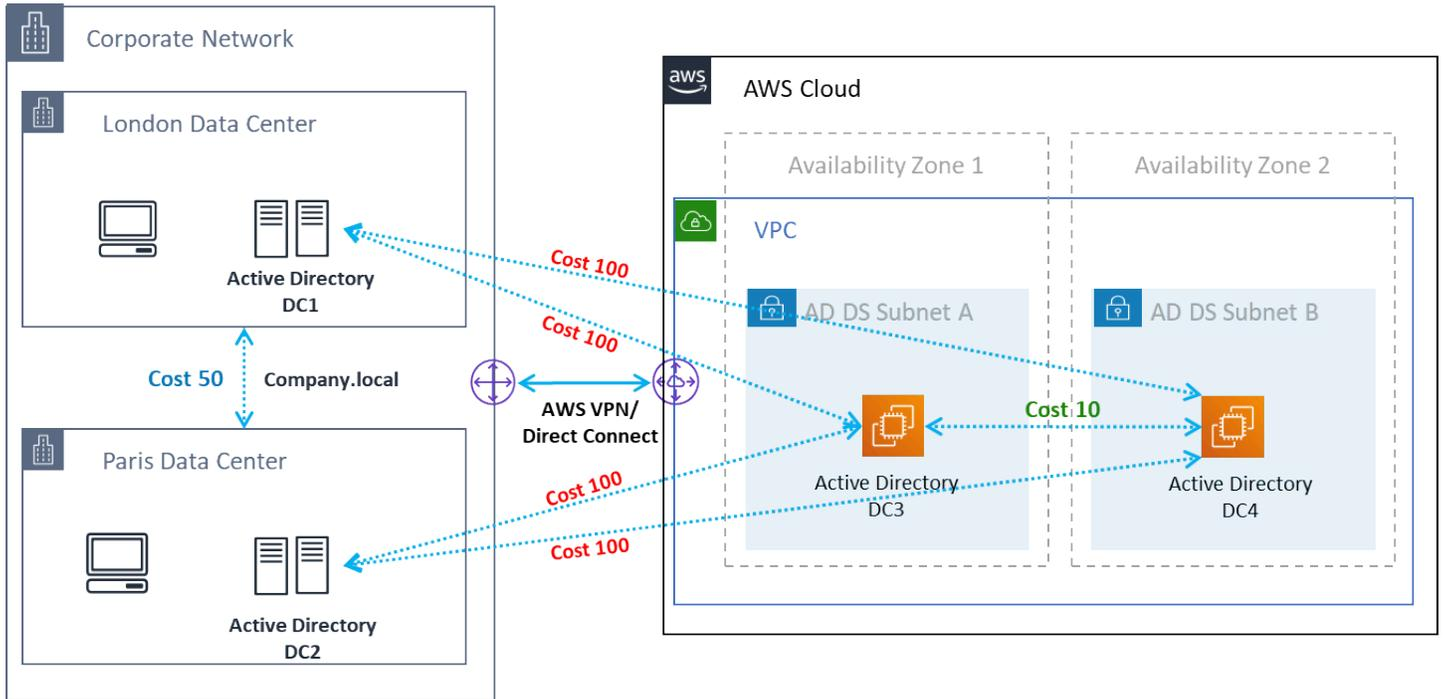 Corporate Network
London Data Center
Active Directory
DC1
Cost 50
Company.local
Paris Data Center
Active Directory
DC2
Cost 100
Cost 100
AWS VPN/
Direct Connect
Cost 100
Cost 100
aws
AWS Cloud
Availability Zone 1
Availability Zone 2
VPC
AD DS Subnet A
AD DS Subnet B
Cost 10
Active Directory
DC3
Active Directory
DC4